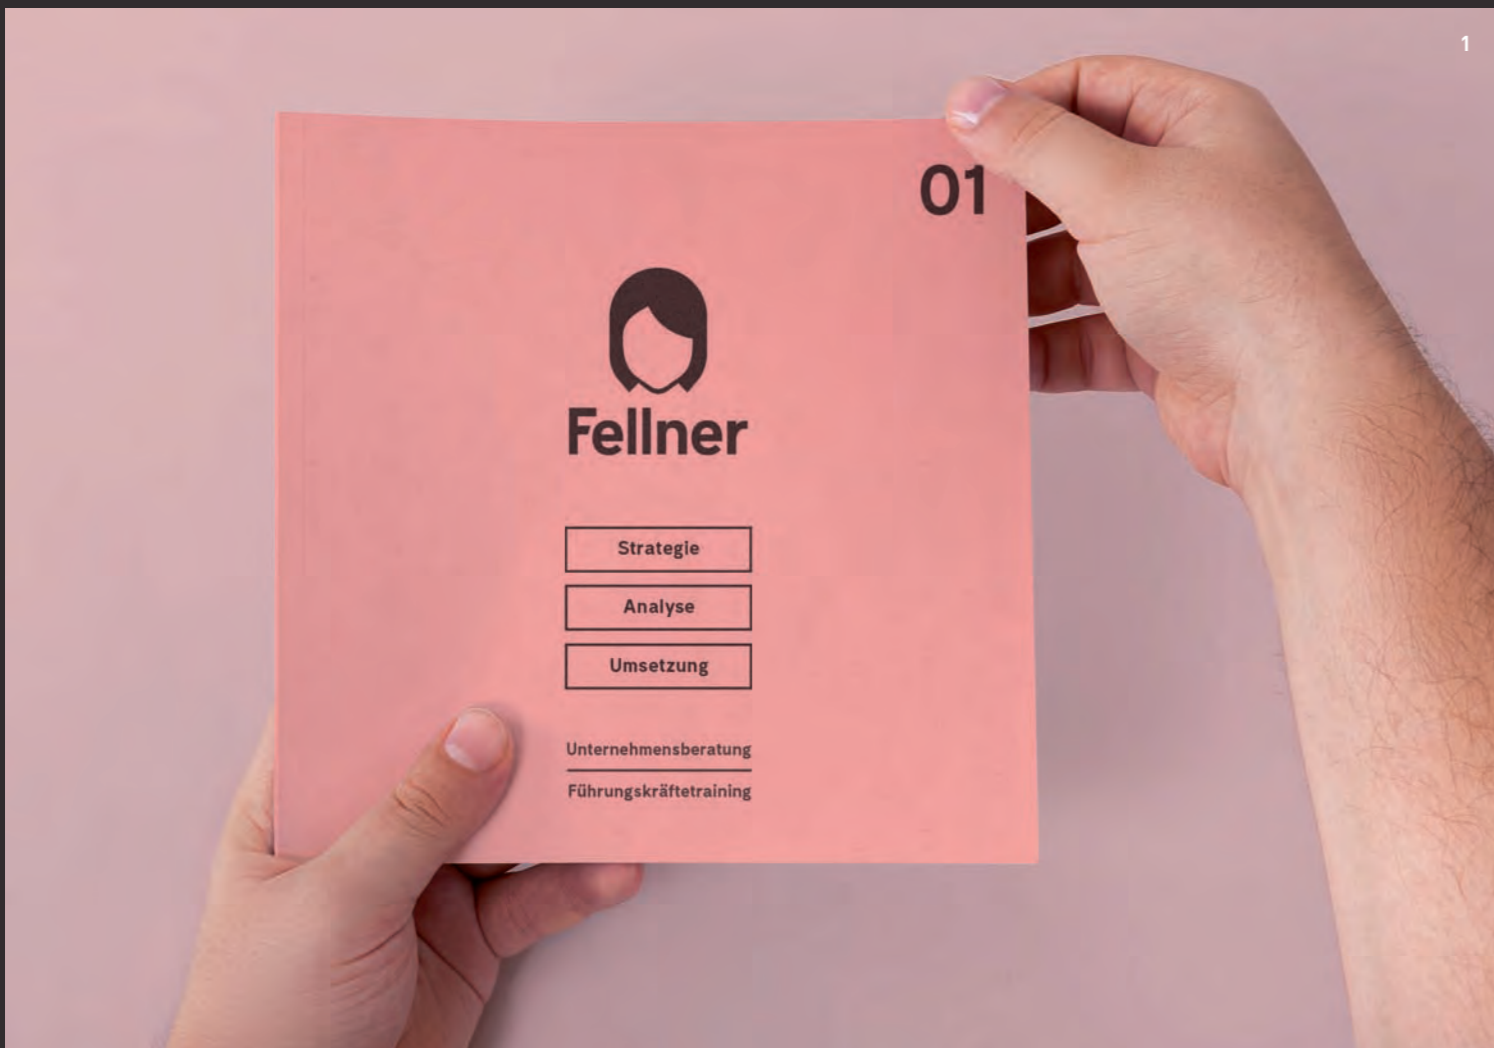 1
01
Fellner
Strategie
Analyse
Umsetzung
Unternehmensberatung
Führungskräftetraining